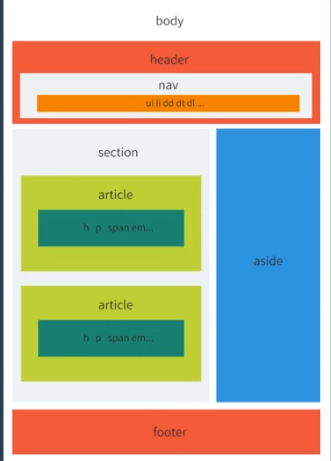 body
header
nav
ul li dd dt dl ...
section
article
h p span em...
aside
article
h p span em...
footer